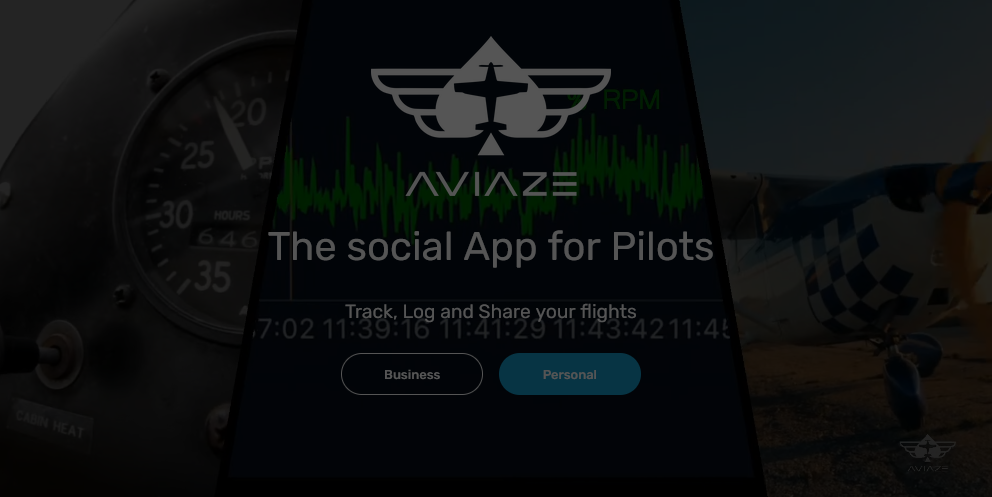 20
25
30
35
HOURS
646
CABIN HEAT
% RPM
AVIAZE
The social App for Pilots
Track, Log and Share your flights
7:02 11:39:16 11:41:29 11:43:42 11:45
Business
Personal
AVIAZE